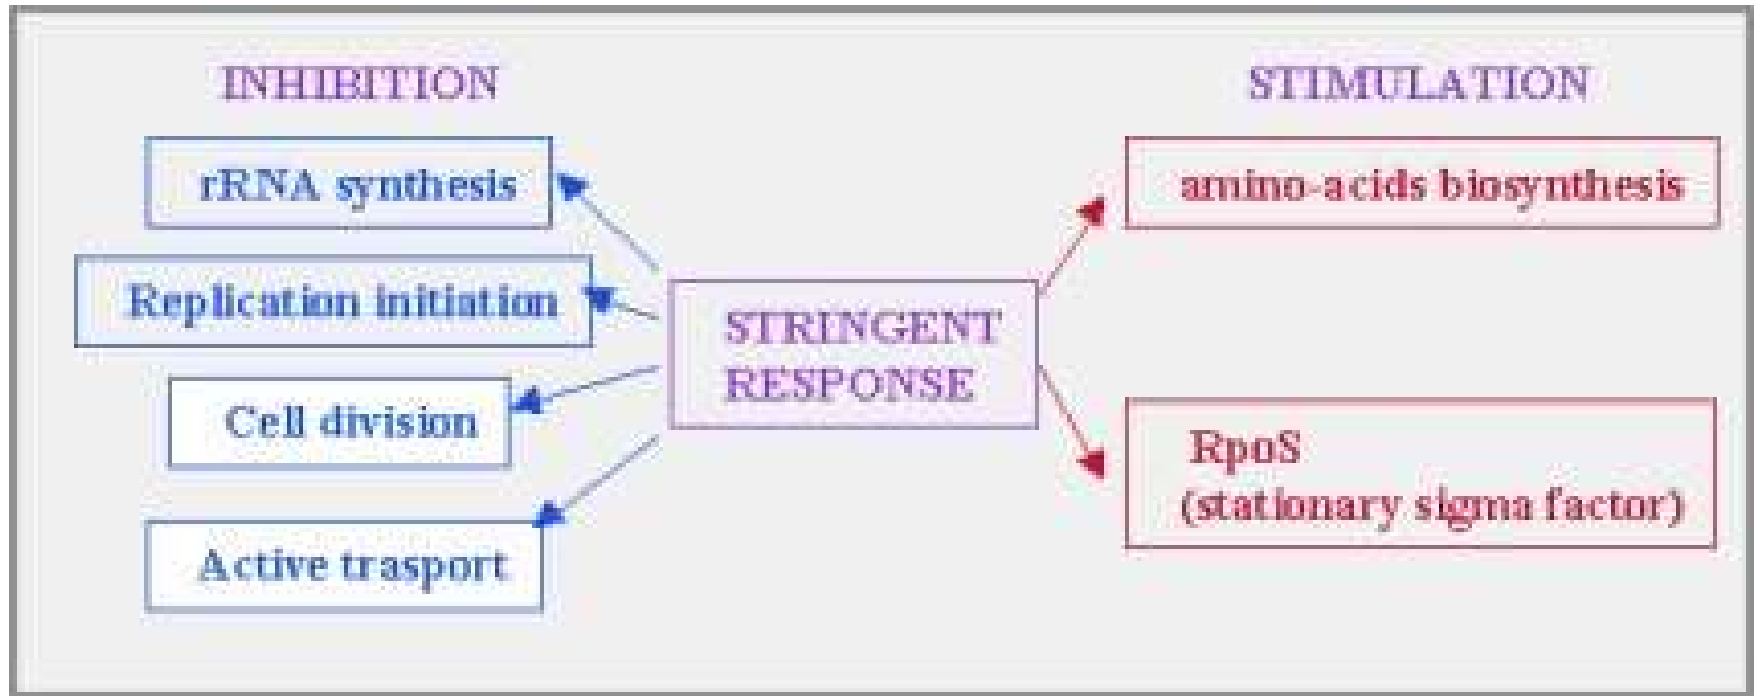 INHIBITION
STIMULATION
rRNA synthesis
amino-acids biosynthesis
Replication initiation
STRINGENT
RESPONSE
Cell division
RpoS
(stationary sigma factor)
Active trasport